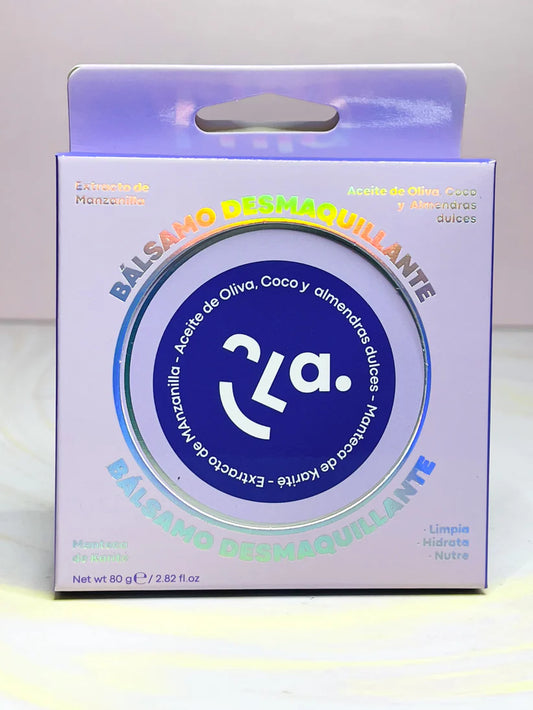 Extracto de
Manzanilla
Aceite de Oliva, Coco
y Almendras
dulces
BÁLSAMO DESMAQUILLANTE
Aceite de Oliva, Coco y almendras dulces - Manteca de Karité - Extracto de MAnzanilla -
La.
BÁLSAMO DESMAQUILLANTE
Manteca
de Karité
· Limpia
· Hidrata
· Nutre
Net wt 80 g ℮ / 2.82 fl.oz